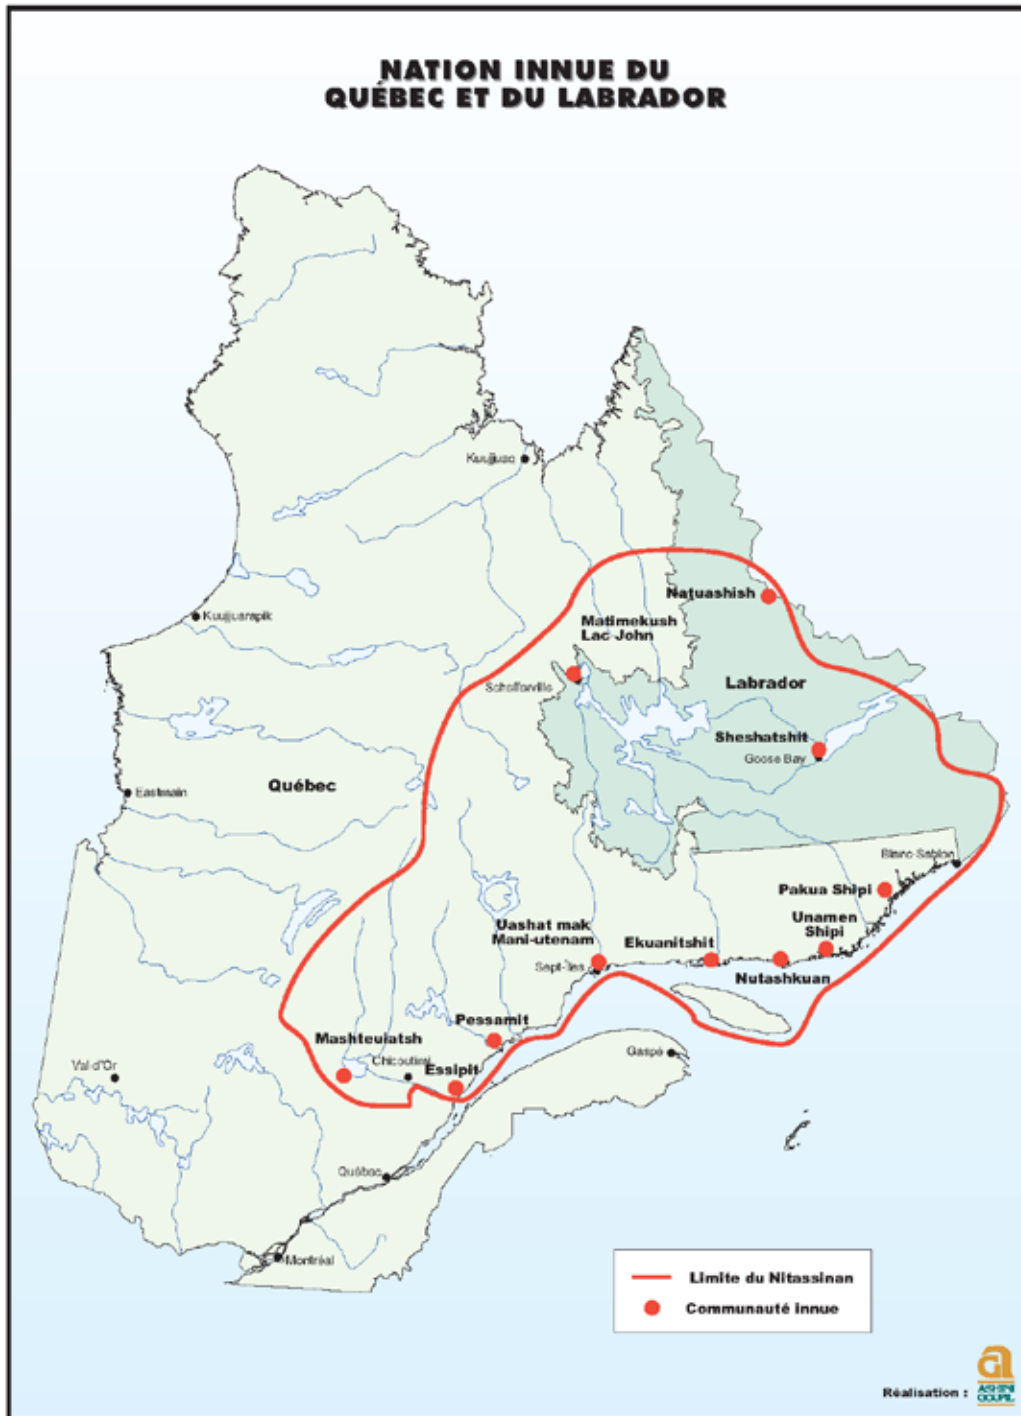 NATION INNUE DU
QUÉBEC ET DU LABRADOR
Kuujjuaq
Natuashish
Kuujjuarapik
Matimekush
Lac John
Schefferville
Labrador
Sheshatshit
Goose Bay
Québec
Eastmain
Blanc-Sablon
Pakua Shipi
Unamen
Shipi
Uashat mak
Mani-utenam
Ekuanitshit
Sept-Îles
Nutashkuan
Pessamit
Mashteuiatsh
Gaspé
Chicoutimi
Essipit
Val-d'Or
Québec
Montréal
Limite du Nitassinan
Communauté innue
Réalisation :
ASHINI
GOUPIL